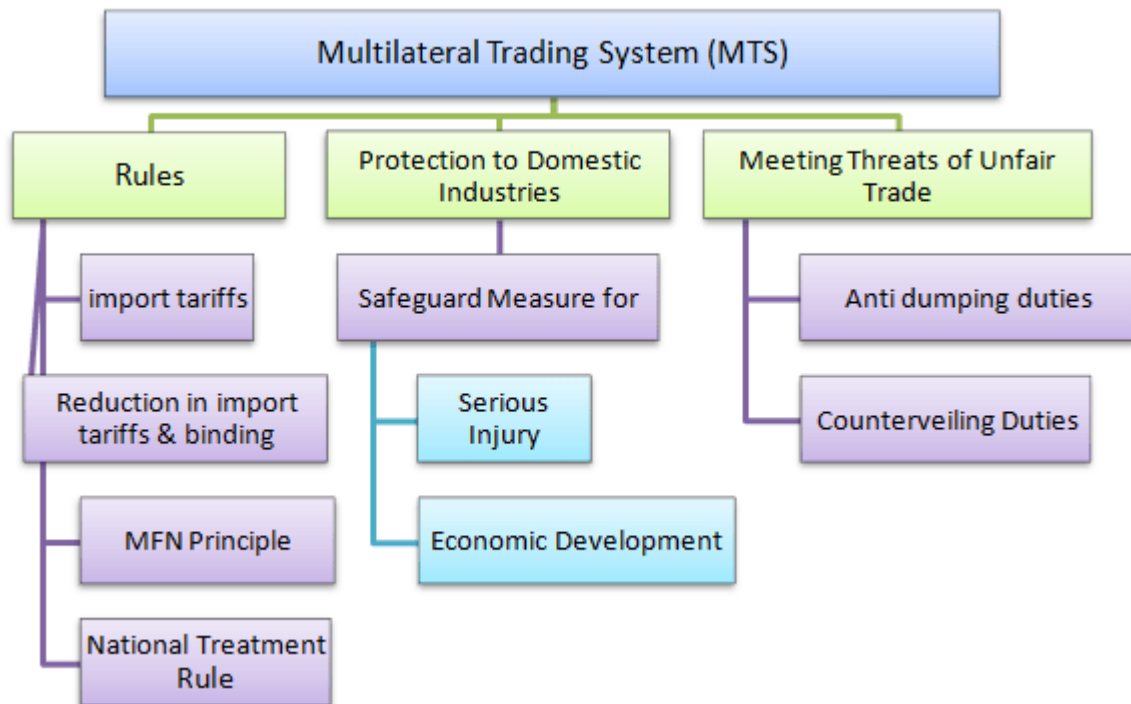 Multilateral Trading System (MTS)
Rules
Protection to Domestic
Industries
Meeting Threats of Unfair
Trade
import tariffs
Reduction in import
tariffs & binding
MFN Principle
National Treatment
Rule
Safeguard Measure for
Serious
Injury
Economic Development
Anti dumping duties
Counterveiling Duties